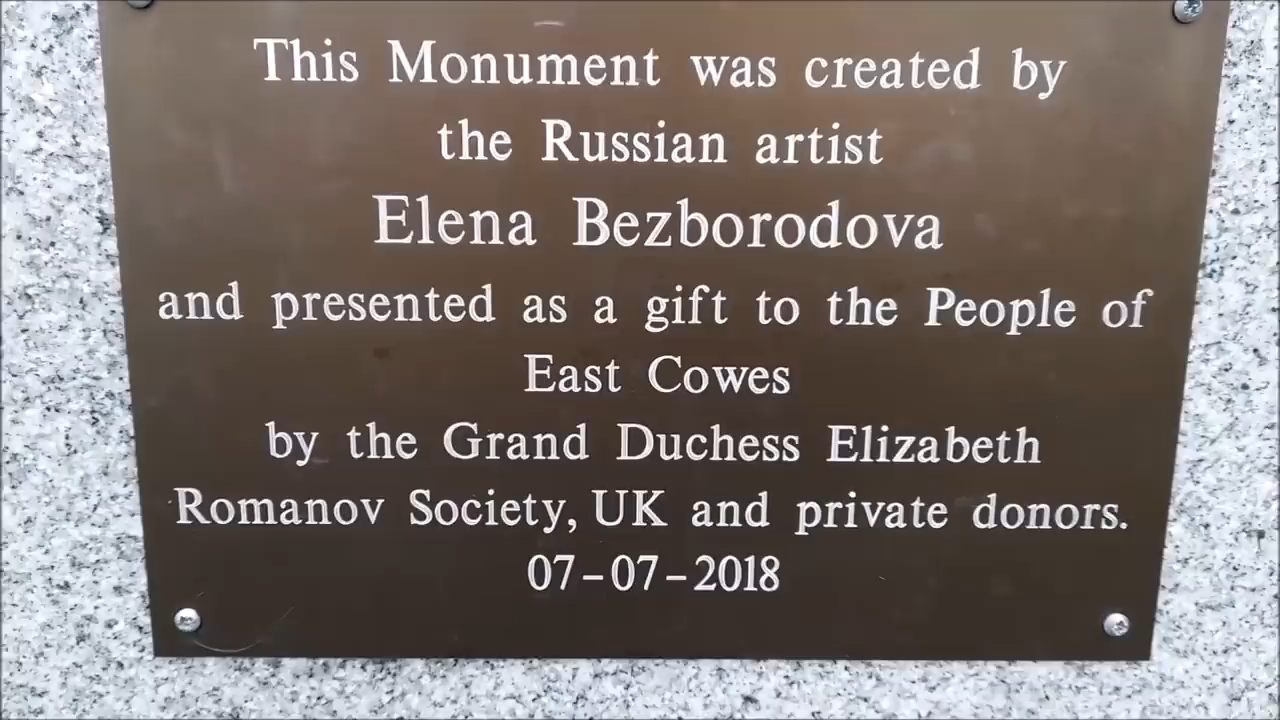 This Monument was created by
the Russian artist
Elena Bezborodova
and presented as a gift to the People of
East Cowes
by the Grand Duchess Elizabeth
Romanov Society, UK and private donors.
07-07-2018